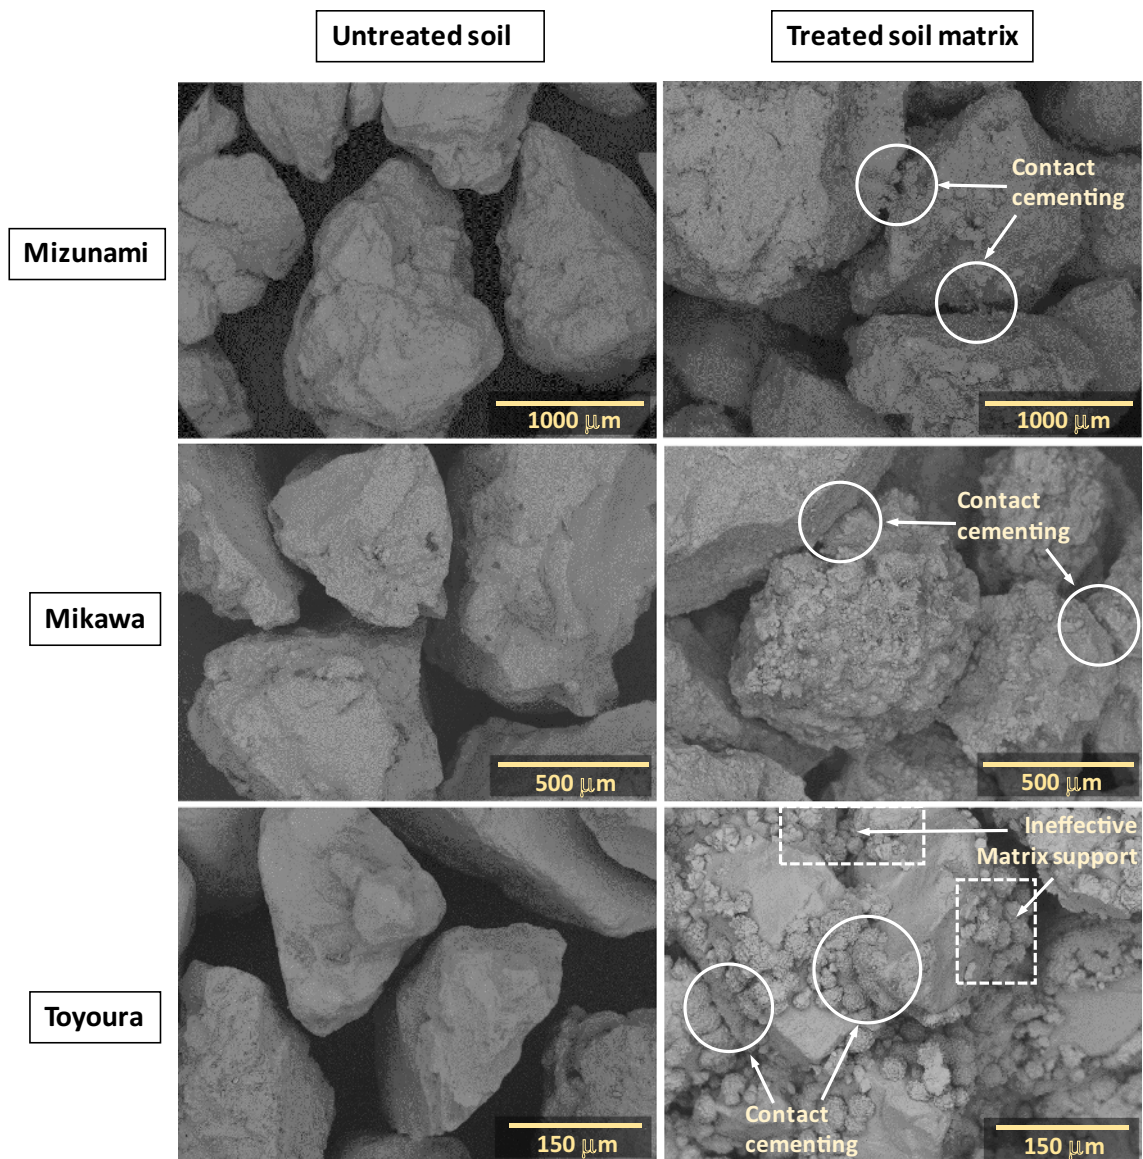 Untreated soil
Treated soil matrix
Mizunami
Contact
cementing
1000 μm
1000 μm
Mikawa
Contact
cementing
500 μm
500 μm
Toyoura
Ineffective
Matrix support
Contact
cementing
150 μm
150 μm